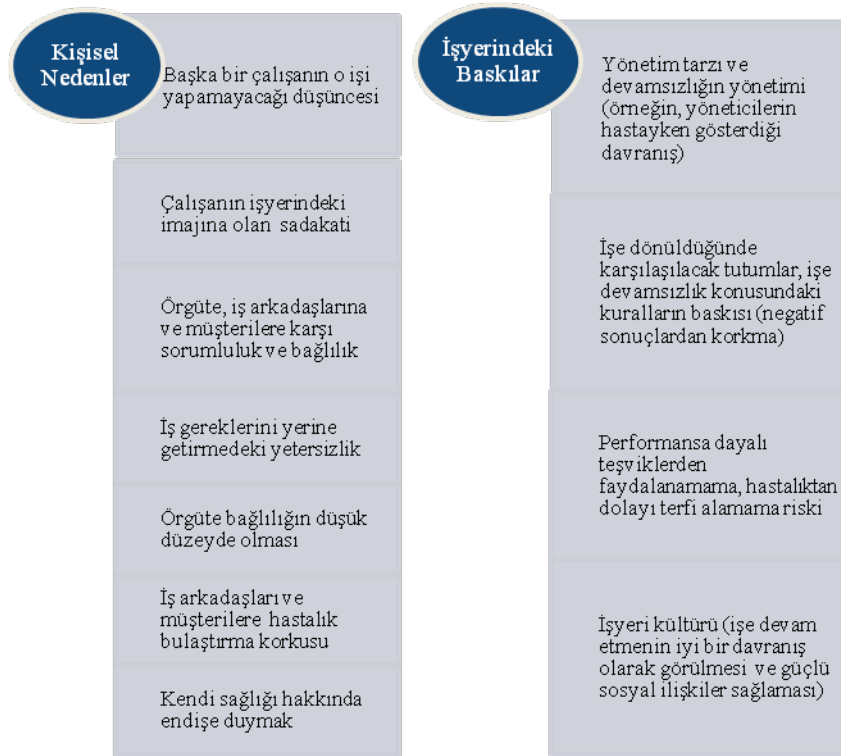 Kişisel
Nedenler
Başka bir çalışanın o işi
yapamayacağı düşüncesi
Çalışanın işyerindeki
imajına olan sadakati
Örgüte, iş arkadaşlarına
ve müşterilere karşı
sorumluluk ve bağlılık
İş gereklerini yerine
getirmedeki yetersizlik
Örgüte bağlılığın düşük
düzeyde olması
İş arkadaşları ve
müşterilere hastalık
bulaştırma korkusu
Kendi sağlığı hakkında
endişe duymak
İşyerindeki
Baskılar
Yönetim tarzı ve
devamsızlığın yönetimi
(örneğin, yöneticilerin
hastayken gösterdiği
davranış)
İşe dönüldüğünde
karşılaşılacak tutumlar, işe
devamsızlık konusundaki
kuralların baskısı (negatif
sonuçlardan korkma)
Performansa dayalı
teşviklerden
faydalanamama, hastalıktan
dolayı terfi alamama riski
İşyeri kültürü (işe devam
etmenin iyi bir davranış
olarak görülmesi ve güçlü
sosyal ilişkiler sağlaması)